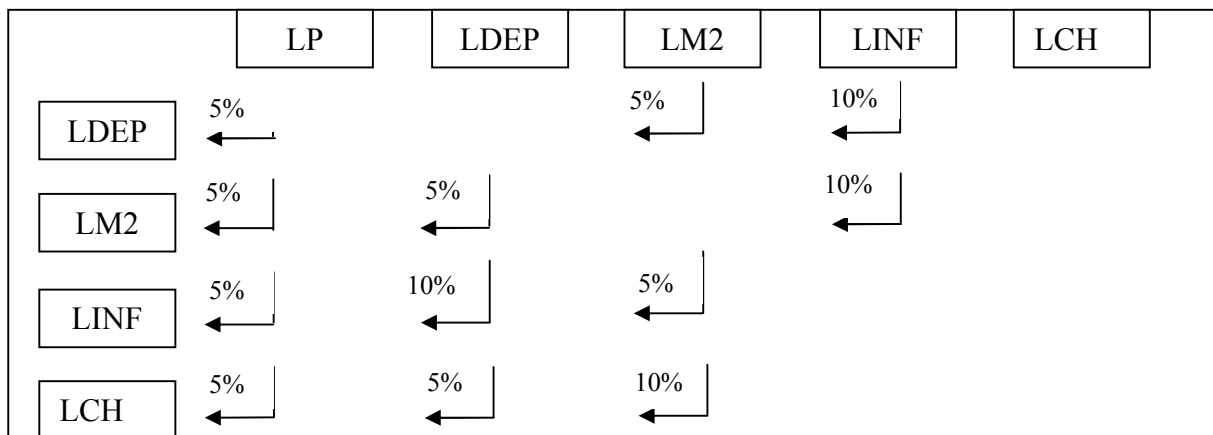 LP LDEP LM2 LINF LCH
LDEP 5% 5% 10%
LM2 5% 5% 10%
LINF 5% 10% 5%
LCH 5% 5% 10%